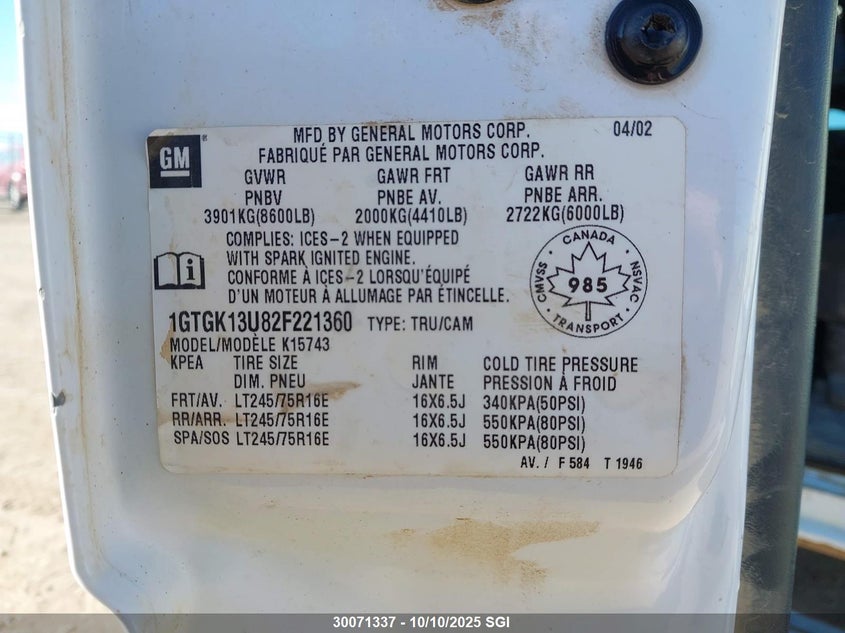 MFD BY GENERAL MOTORS CORP. 04/02
FABRIQUÉ PAR GENERAL MOTORS CORP.
GM
GVWR GAWR FRT GAWR RR
PNBV PNBE AV. PNBE ARR.
3901KG(8600LB) 2000KG(4410LB) 2722KG(6000LB)
COMPLIES: ICES-2 WHEN EQUIPPED
WITH SPARK IGNITED ENGINE.
CONFORME À ICES-2 LORSQU'ÉQUIPÉ
D'UN MOTEUR À ALLUMAGE PAR ÉTINCELLE.
CANADA
CMVSS 985 NSVAC
TRANSPORT
1GTGK13U82F221360 TYPE: TRU/CAM
MODEL/MODÈLE K15743
KPEA TIRE SIZE RIM COLD TIRE PRESSURE
DIM. PNEU JANTE PRESSION À FROID
FRT/AV. LT245/75R16E 16X6.5J 340KPA(50PSI)
RR/ARR. LT245/75R16E 16X6.5J 550KPA(80PSI)
SPA/SOS LT245/75R16E 16X6.5J 550KPA(80PSI)
AV. / F 584 T 1946
30071337 - 10/10/2025 SGI